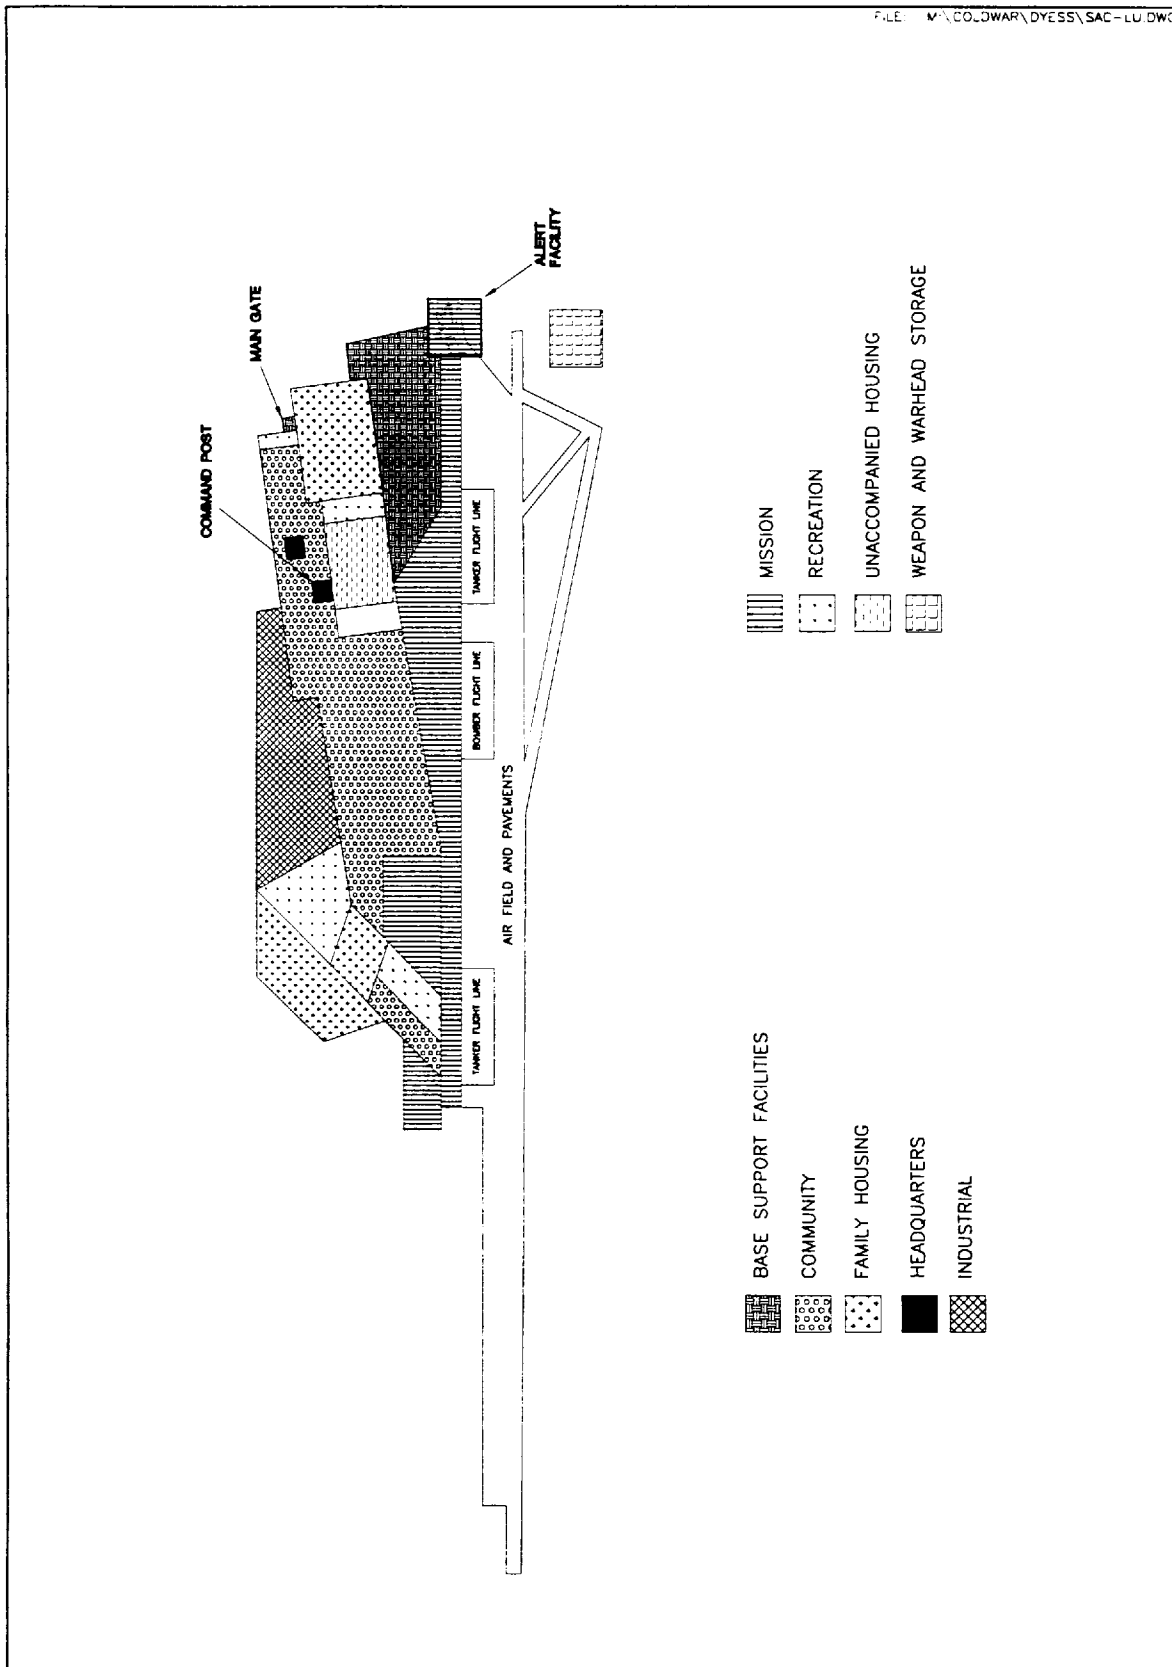 FILE: M:\COLDWAR\DYESS\SAC-LU.DWG
MAIN GATE
COMMAND POST
ALERT
FACILITY
TANKER FLIGHT LINE
BOMBER FLIGHT LINE
TANKER FLIGHT LINE
AIR FIELD AND PAVEMENTS
BASE SUPPORT FACILITIES
COMMUNITY
FAMILY HOUSING
HEADQUARTERS
INDUSTRIAL
MISSION
RECREATION
UNACCOMPANIED HOUSING
WEAPON AND WARHEAD STORAGE